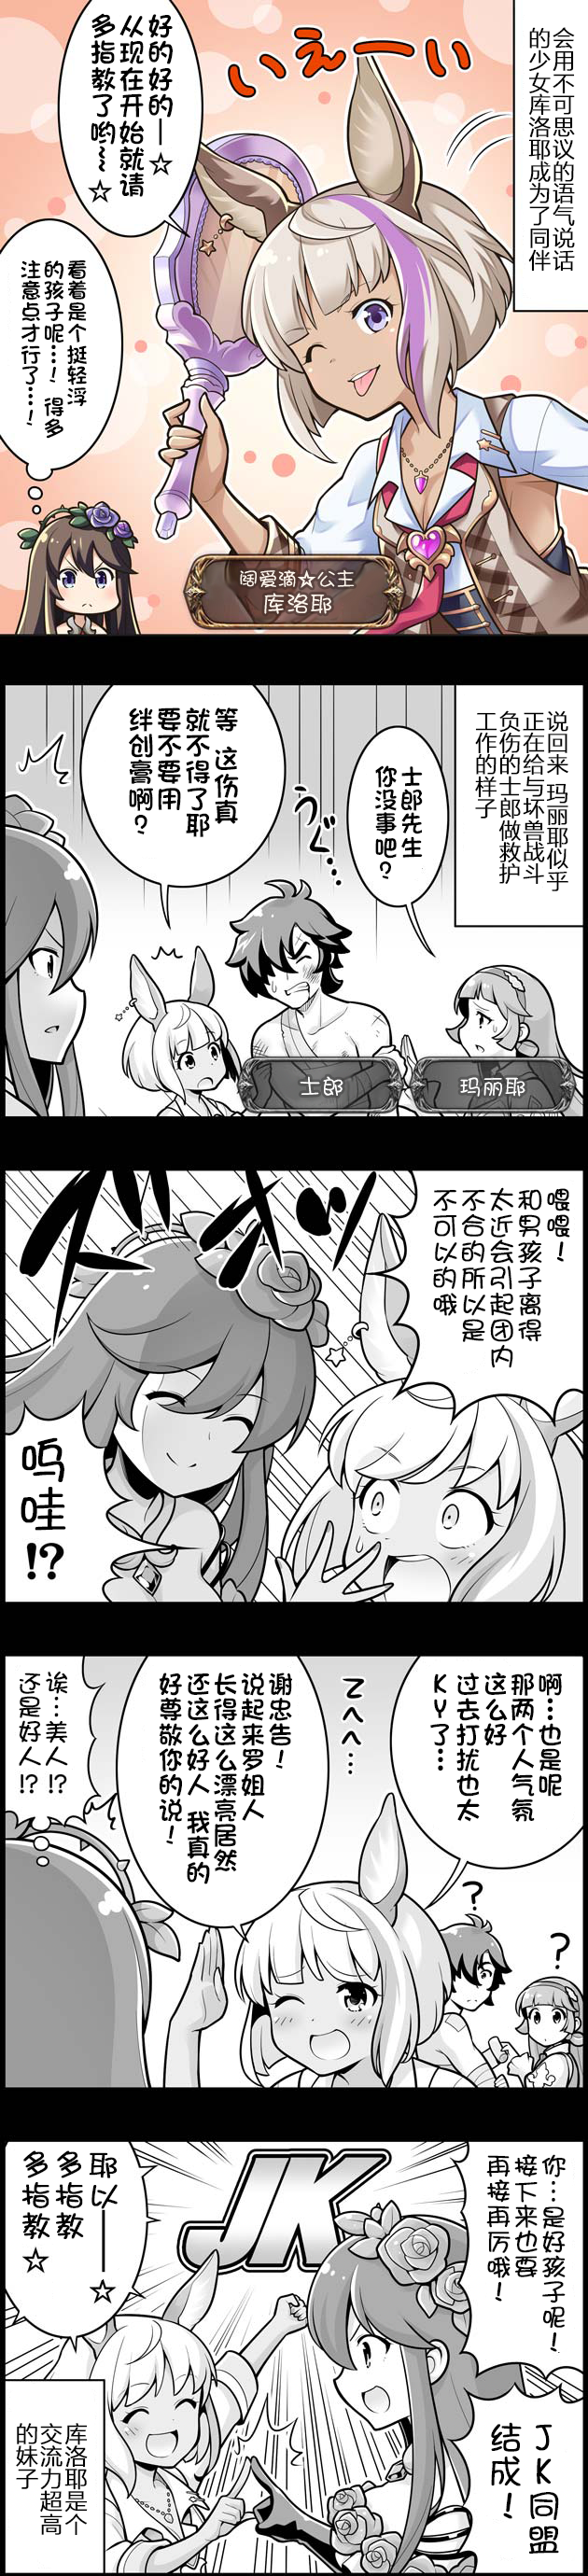 会用不可思议的语气说话
的少女库洛耶成为了同伴
いえーい
好的好的—☆
从现在开始就请
多指教了哟~☆
看着是个挺轻浮
的孩子呢…！得多
注意点才行了…！
阔爱滴☆公主
库洛耶
说回来 玛丽耶似乎
正在给与坏兽战斗
负伤的士郎做救护
工作的样子
士郎先生
你没事吧？
うぐ…
等 这伤真
就不得了耶
要不要用
绊创膏啊？
士郎
玛丽耶
喂喂！
和男孩子离得
太近会引起团内
不合的所以是
不可以的哦
呜哇!?
啊…也是呢
那两个人气氛
这么好
过去打扰也太
KY了…
てへへ…
谢忠告！
说起来罗姐人
长得这么漂亮居然
还这么好人 我真的
好尊敬你的说！
诶…美人!?
还是好人!?
？
？
你…是好孩子呢！
接下来也要
再接再厉哦！
JK
耶以——☆
多指教
多指教☆
JK同盟
结成！
库洛耶是个
交流力超高
的妹子